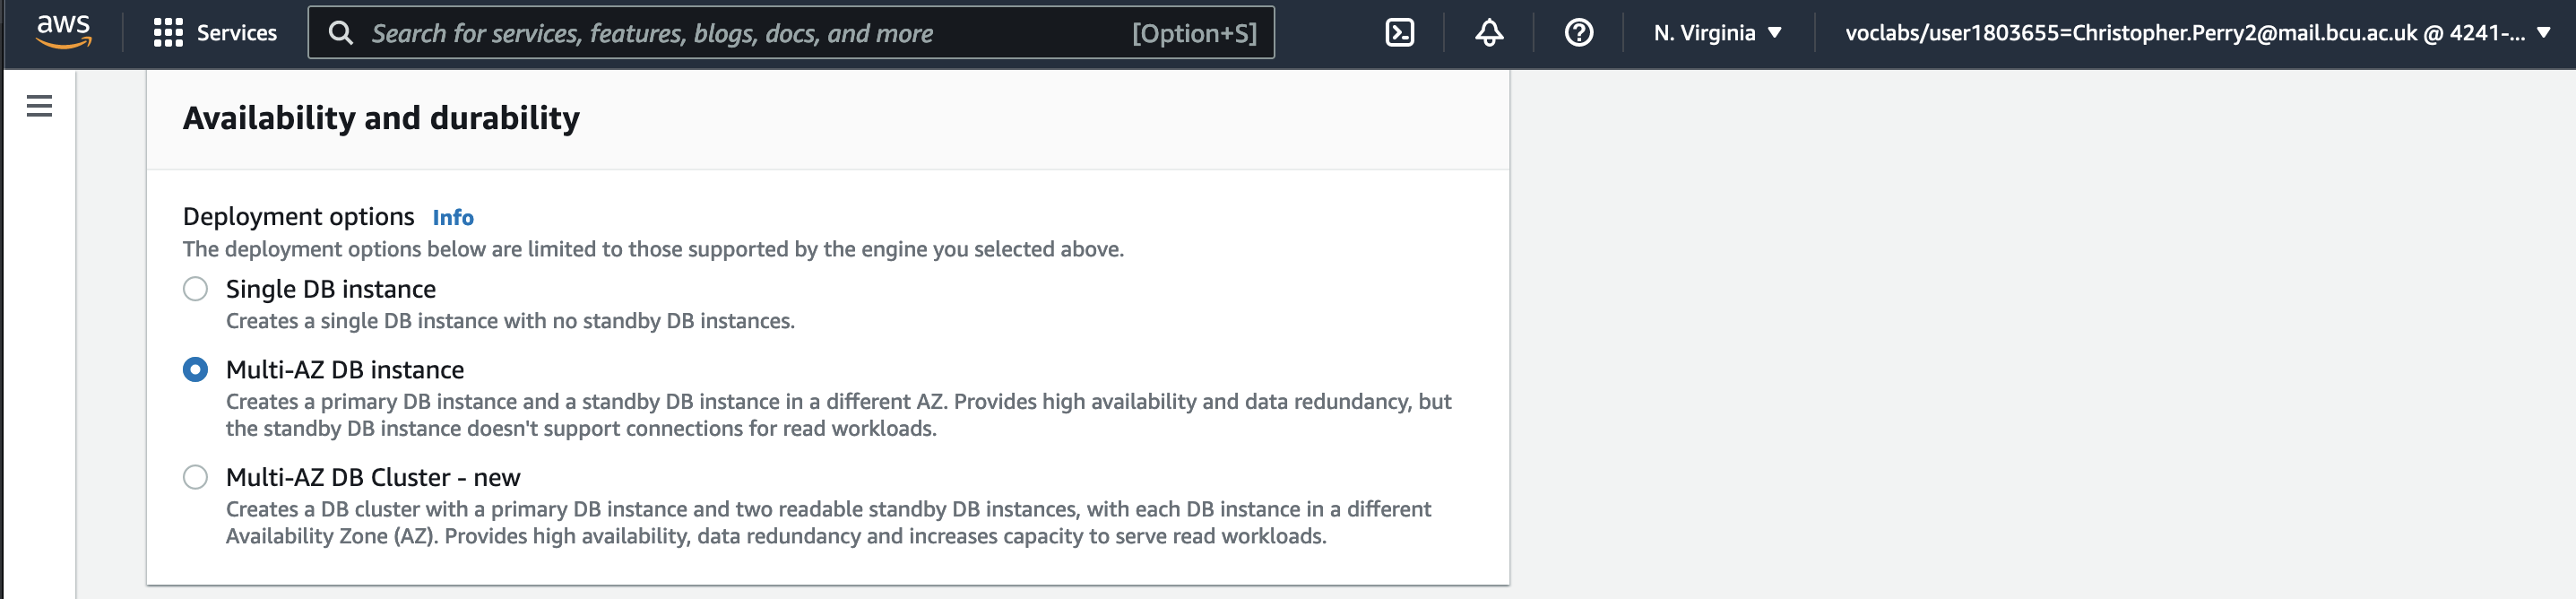 aws
Services
Search for services, features, blogs, docs, and more
[Option+S]
N. Virginia
voclabs/user1803655=Christopher.Perry2@mail.bcu.ac.uk @ 4241-...
Availability and durability
Deployment options Info
The deployment options below are limited to those supported by the engine you selected above.
Single DB instance
Creates a single DB instance with no standby DB instances.
Multi-AZ DB instance
Creates a primary DB instance and a standby DB instance in a different AZ. Provides high availability and data redundancy, but
the standby DB instance doesn't support connections for read workloads.
Multi-AZ DB Cluster - new
Creates a DB cluster with a primary DB instance and two readable standby DB instances, with each DB instance in a different
Availability Zone (AZ). Provides high availability, data redundancy and increases capacity to serve read workloads.